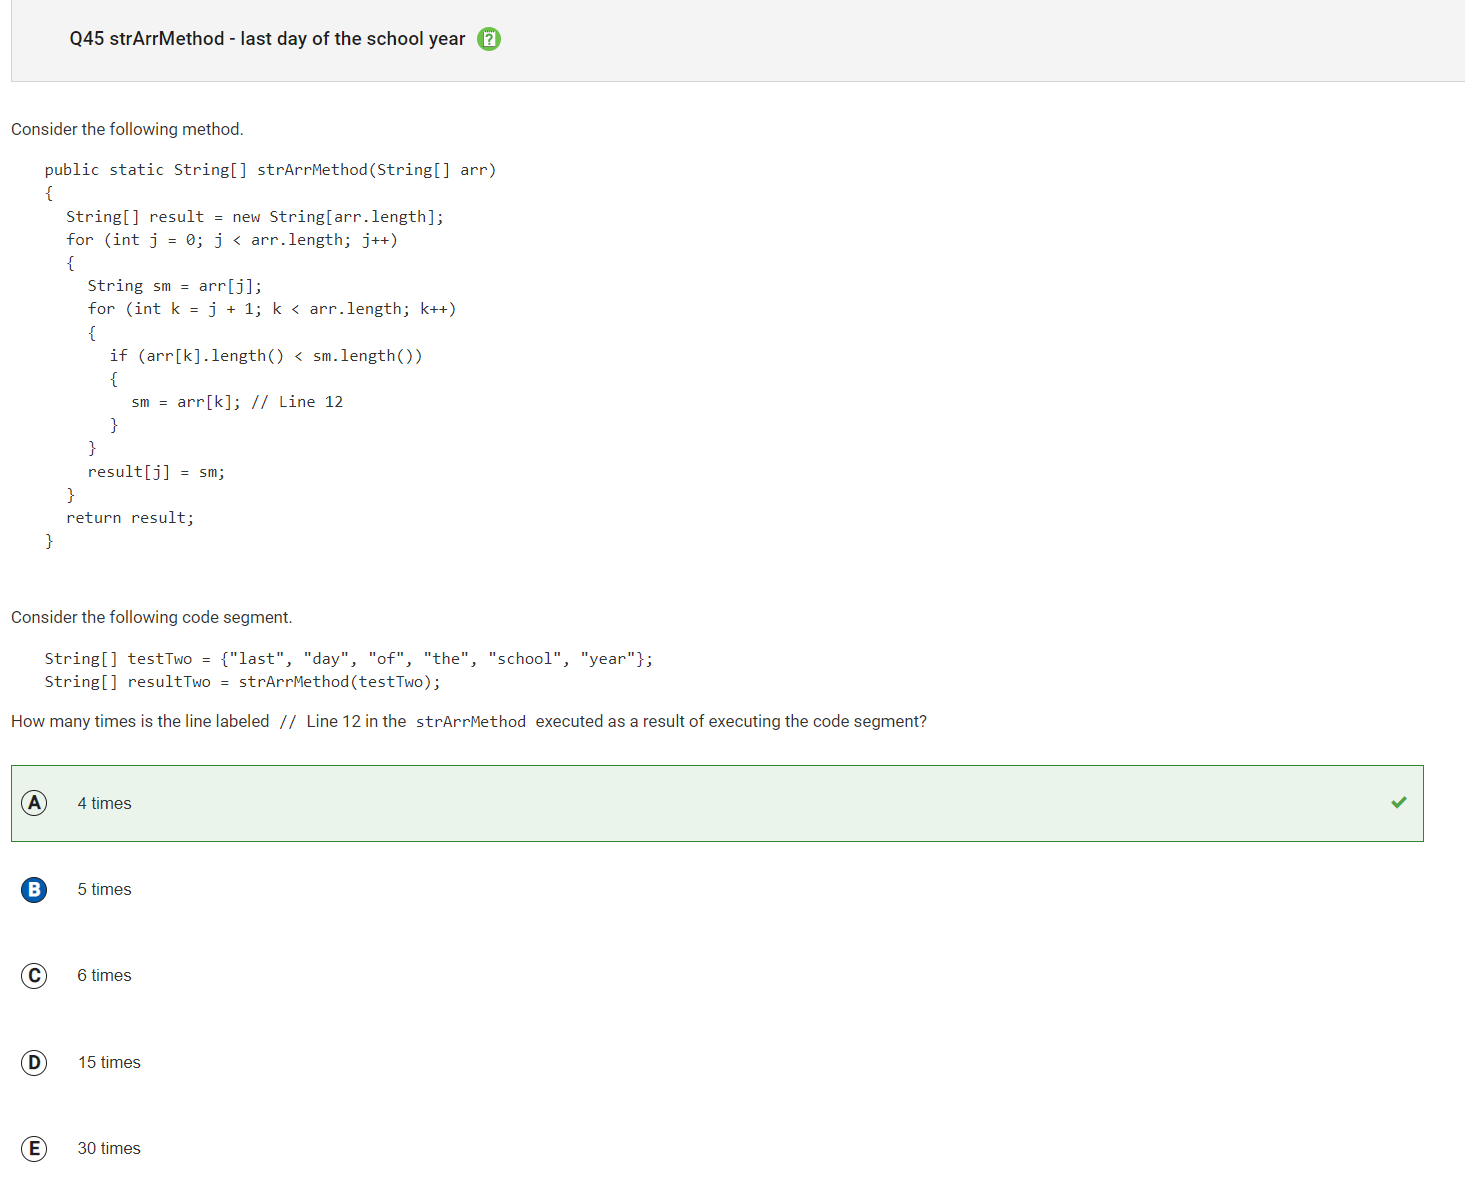 Q45 strArrMethod - last day of the school year ?
Consider the following method.
public static String[] strArrMethod(String[] arr)
{
String[] result = new String[arr.length];
for (int j = 0; j < arr.length; j++)
{
String sm = arr[j];
for (int k = j + 1; k < arr.length; k++)
{
if (arr[k].length() < sm.length())
{
sm = arr[k]; // Line 12
}
}
result[j] = sm;
}
return result;
}
Consider the following code segment.
String[] testTwo = {"last", "day", "of", "the", "school", "year"};
String[] resultTwo = strArrMethod(testTwo);
How many times is the line labeled // Line 12 in the strArrMethod executed as a result of executing the code segment?
A 4 times
B 5 times
C 6 times
D 15 times
E 30 times